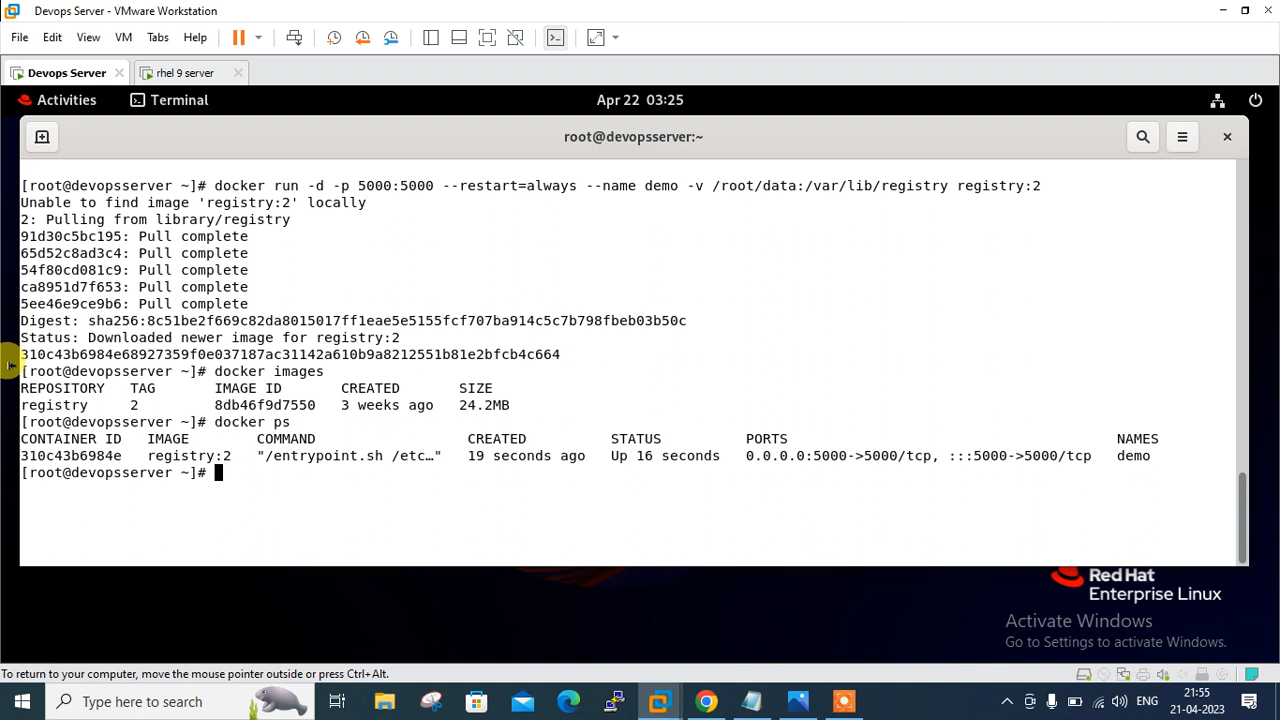 Devops Server - VMware Workstation
File Edit View VM Tabs Help
Devops Server rhel 9 server
Activities Terminal Apr 22 03:25
root@devopsserver:~
[root@devopsserver ~]# docker run -d -p 5000:5000 --restart=always --name demo -v /root/data:/var/lib/registry registry:2
Unable to find image 'registry:2' locally
2: Pulling from library/registry
91d30c5bc195: Pull complete
65d52c8ad3c4: Pull complete
54f80cd081c9: Pull complete
ca8951d7f653: Pull complete
5ee46e9ce9b6: Pull complete
Digest: sha256:8c51be2f669c82da8015017ff1eae5e5155fcf707ba914c5c7b798fbeb03b50c
Status: Downloaded newer image for registry:2
310c43b6984e68927359f0e037187ac31142a610b9a8212551b81e2bfcb4c664
[root@devopsserver ~]# docker images
REPOSITORY TAG IMAGE ID CREATED SIZE
registry 2 8db46f9d7550 3 weeks ago 24.2MB
[root@devopsserver ~]# docker ps
CONTAINER ID IMAGE COMMAND CREATED STATUS PORTS NAMES
310c43b6984e registry:2 "/entrypoint.sh /etc…" 19 seconds ago Up 16 seconds 0.0.0.0:5000->5000/tcp, :::5000->5000/tcp demo
[root@devopsserver ~]#
Red Hat
Enterprise Linux
Activate Windows
Go to Settings to activate Windows.
To return to your computer, move the mouse pointer outside or press Ctrl+Alt.
Type here to search
ENG
21:55
21-04-2023